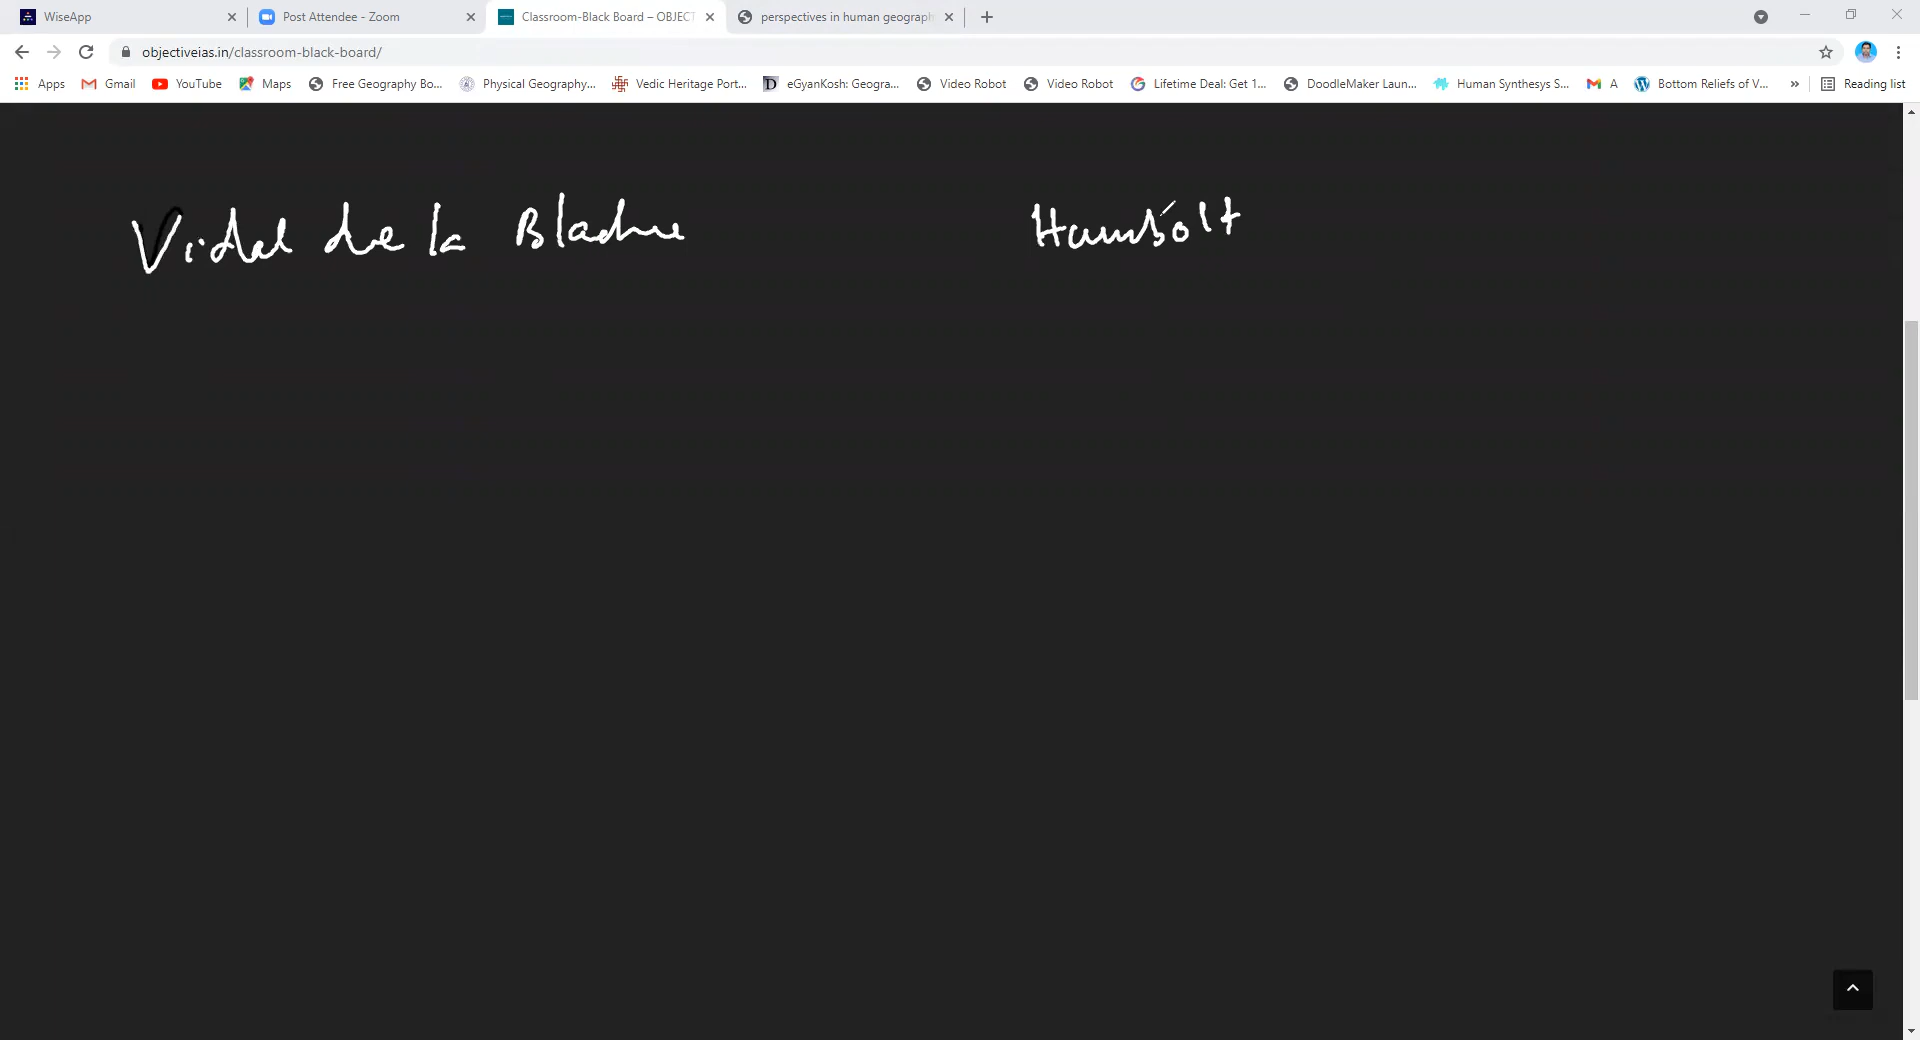 WiseApp
Post Attendee - Zoom
Classroom-Black Board – OBJECT
perspectives in human geograph
objectiveias.in/classroom-black-board/
Apps Gmail YouTube Maps Free Geography Bo... Physical Geography,... Vedic Heritage Port... eGyanKosh: Geogra... Video Robot Video Robot Lifetime Deal: Get 1... DoodleMaker Laun... Human Synthesys S... A Bottom Reliefs of V... » Reading list
Vidal de la Blache Humbolt